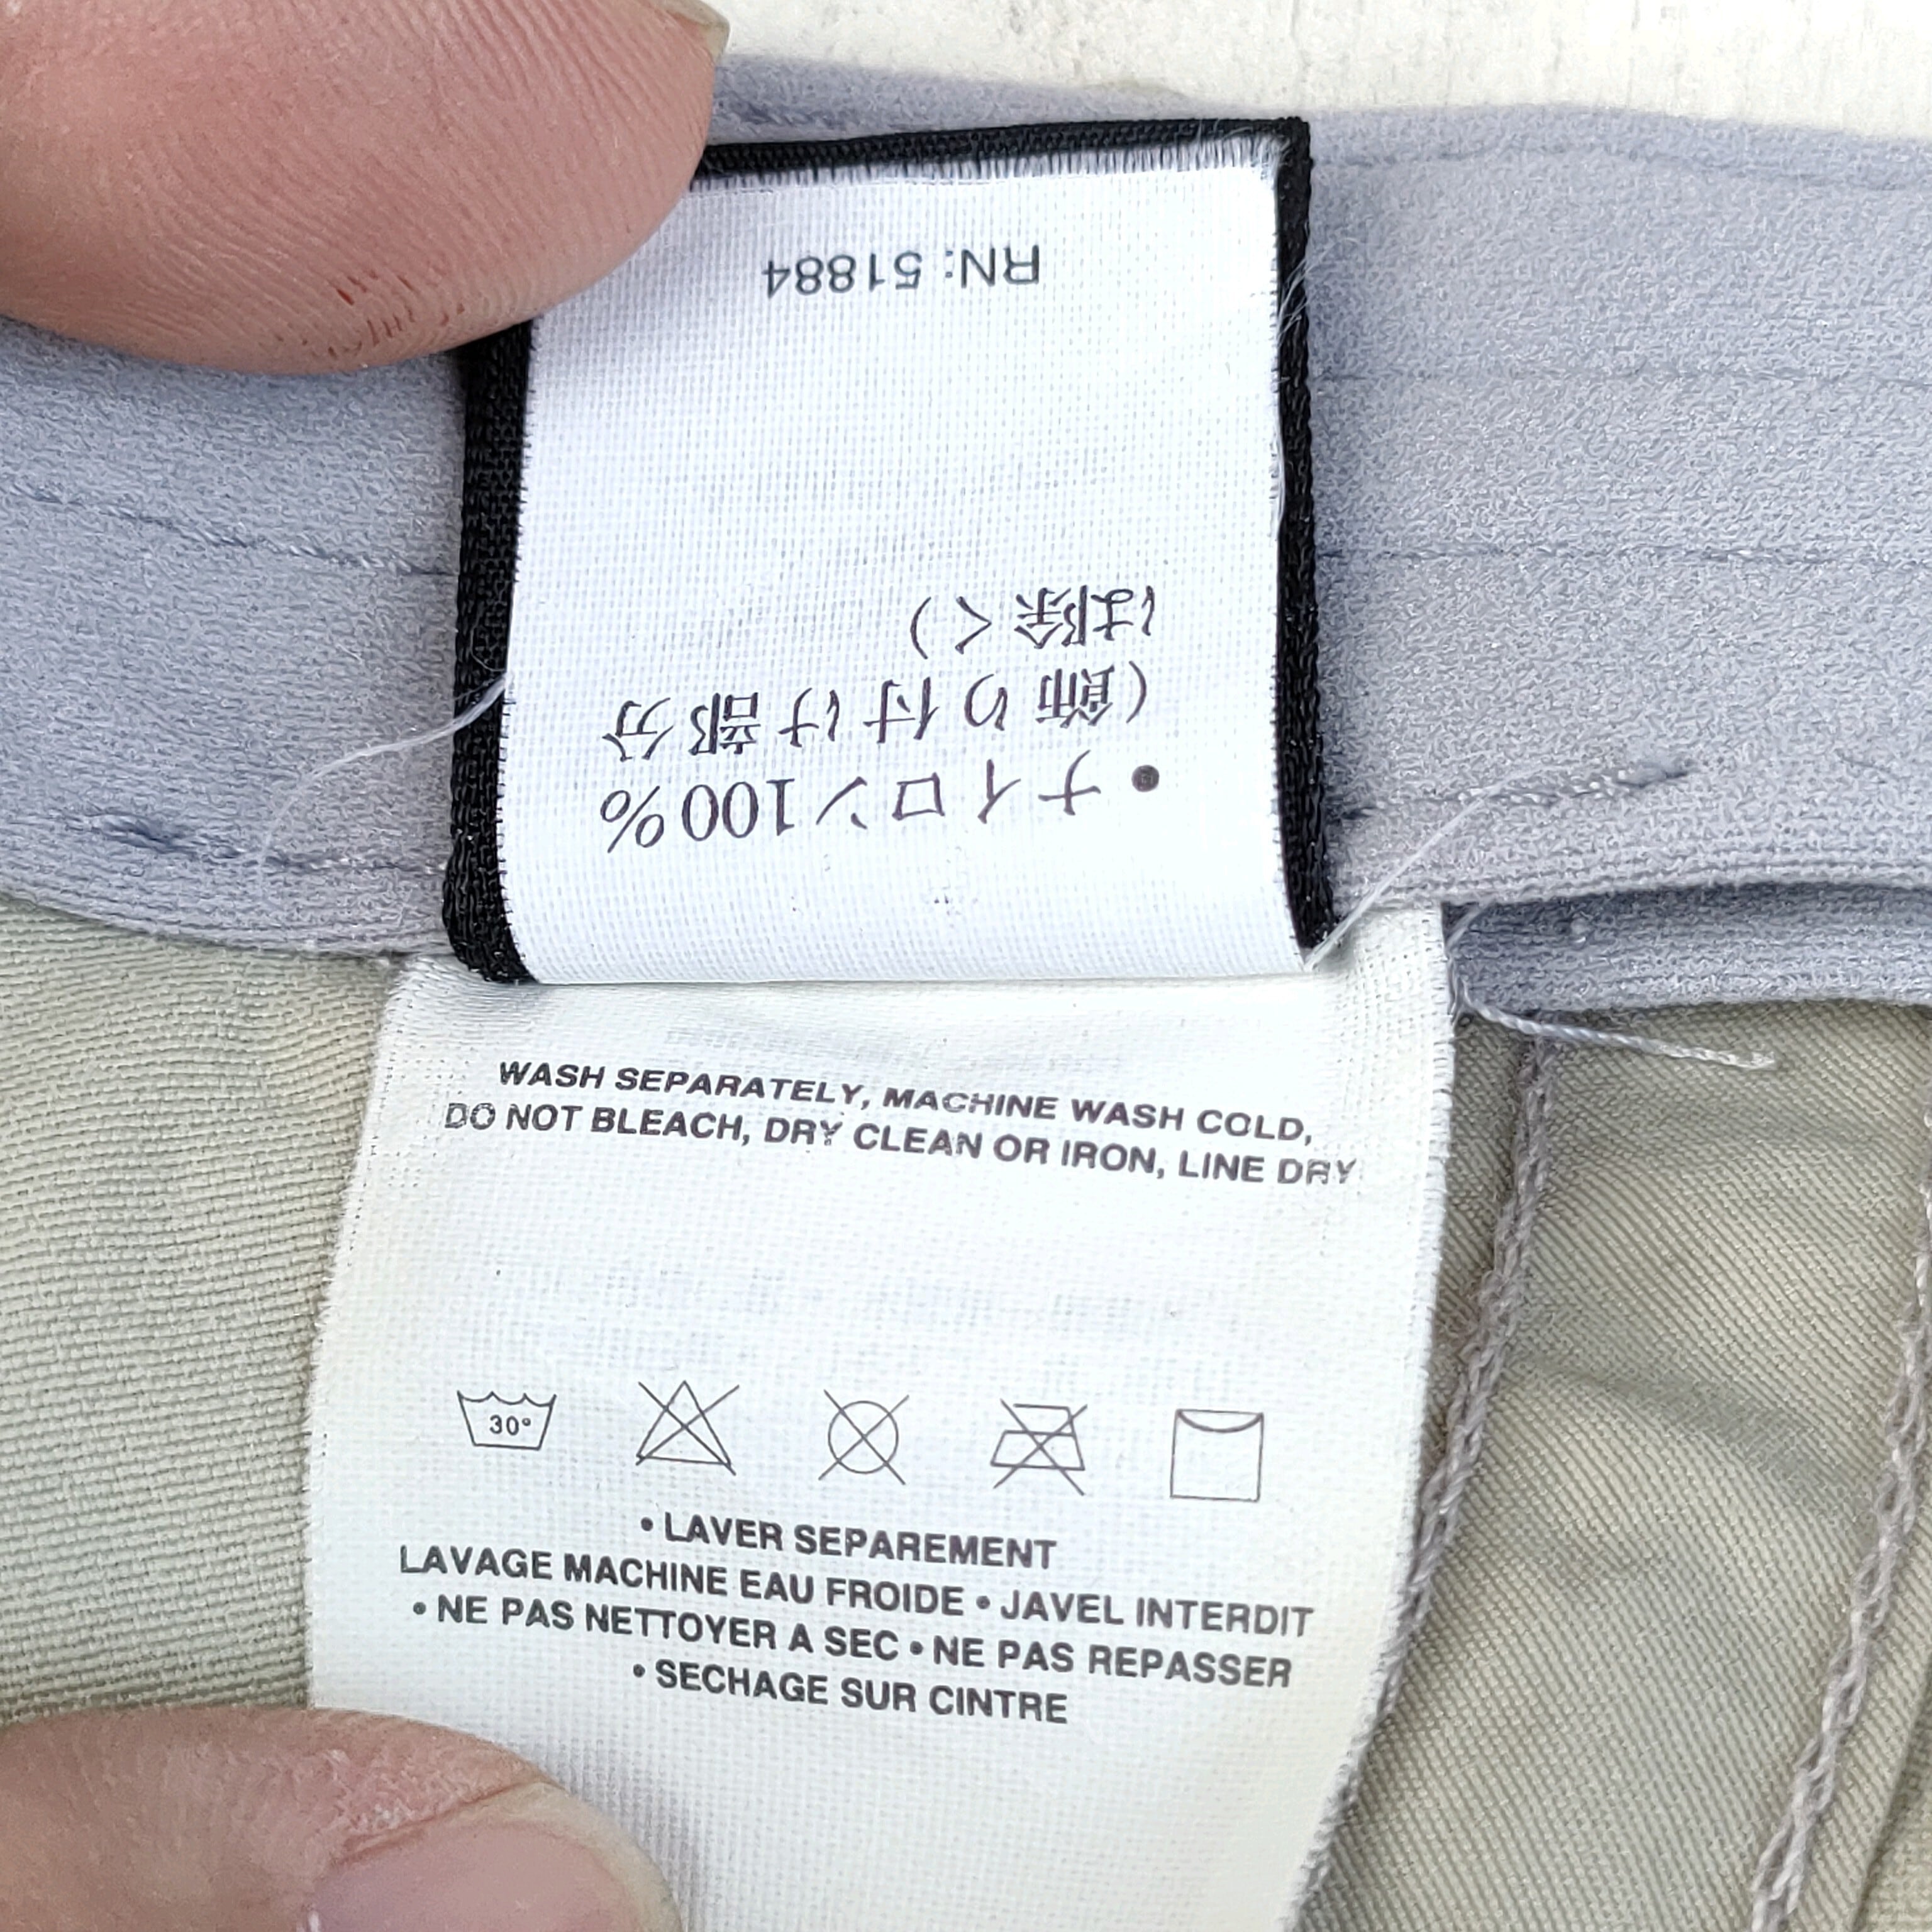 • ナイロン100%
(飾り付け部分
は除く)
RN: 51884
WASH SEPARATELY, MACHINE WASH COLD,
DO NOT BLEACH, DRY CLEAN OR IRON, LINE DRY
30°
• LAVER SEPAREMENT
LAVAGE MACHINE EAU FROIDE • JAVEL INTERDIT
• NE PAS NETTOYER A SEC • NE PAS REPASSER
• SECHAGE SUR CINTRE